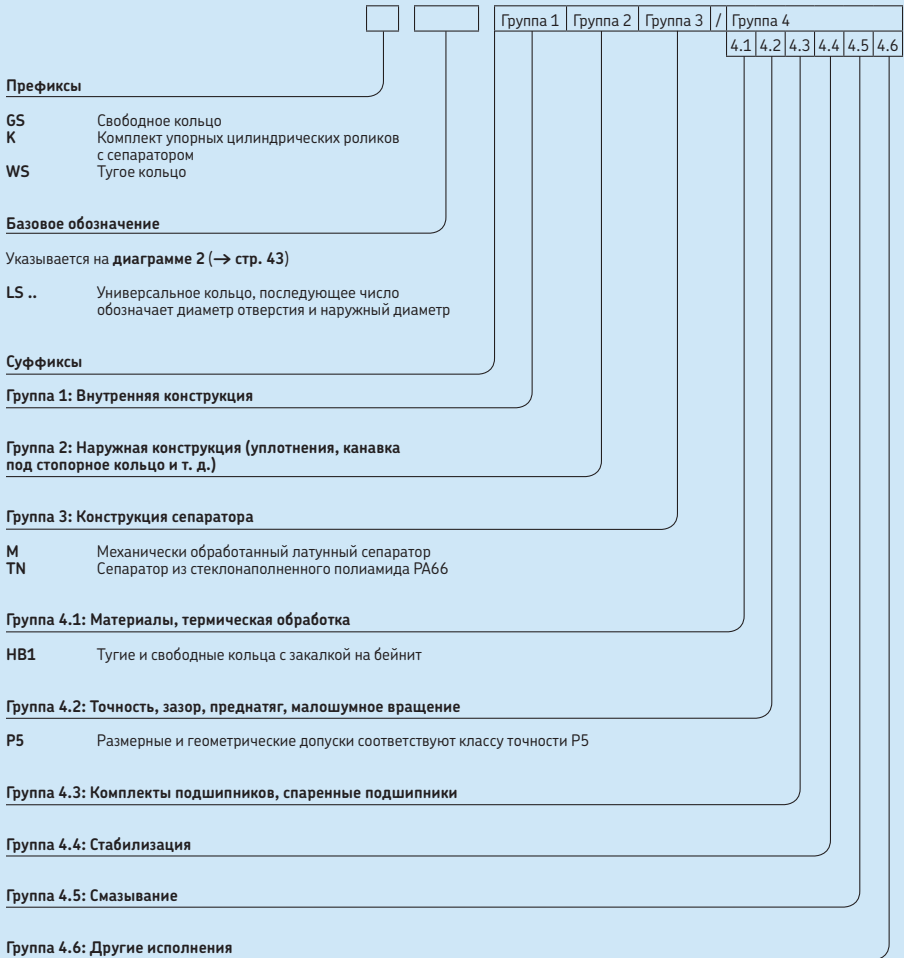 Группа 1 Группа 2 Группа 3 / Группа 4
4.1 4.2 4.3 4.4 4.5 4.6
Префиксы
GS Свободное кольцо
K Комплект упорных цилиндрических роликов
с сепаратором
WS Тугое кольцо
Базовое обозначение
Указывается на диаграмме 2 (→ стр. 43)
LS .. Универсальное кольцо, последующее число
обозначает диаметр отверстия и наружный диаметр
Суффиксы
Группа 1: Внутренняя конструкция
Группа 2: Наружная конструкция (уплотнения, канавка
под стопорное кольцо и т. д.)
Группа 3: Конструкция сепаратора
M Механически обработанный латунный сепаратор
TN Сепаратор из стеклонаполненного полиамида PA66
Группа 4.1: Материалы, термическая обработка
HB1 Тугие и свободные кольца с закалкой на бейнит
Группа 4.2: Точность, зазор, преднатяг, малошумное вращение
P5 Размерные и геометрические допуски соответствуют классу точности P5
Группа 4.3: Комплекты подшипников, спаренные подшипники
Группа 4.4: Стабилизация
Группа 4.5: Смазывание
Группа 4.6: Другие исполнения